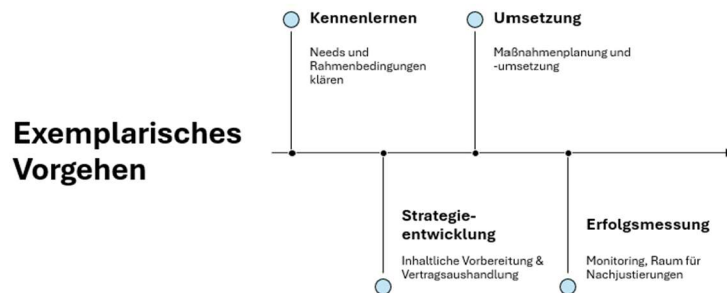 Exemplarisches
Vorgehen
Kennenlernen
Needs und
Rahmenbedingungen
klären
Strategie-
entwicklung
Inhaltliche Vorbereitung &
Vertragsaushandlung
Umsetzung
Maßnahmenplanung und
-umsetzung
Erfolgsmessung
Monitoring, Raum für
Nachjustierungen